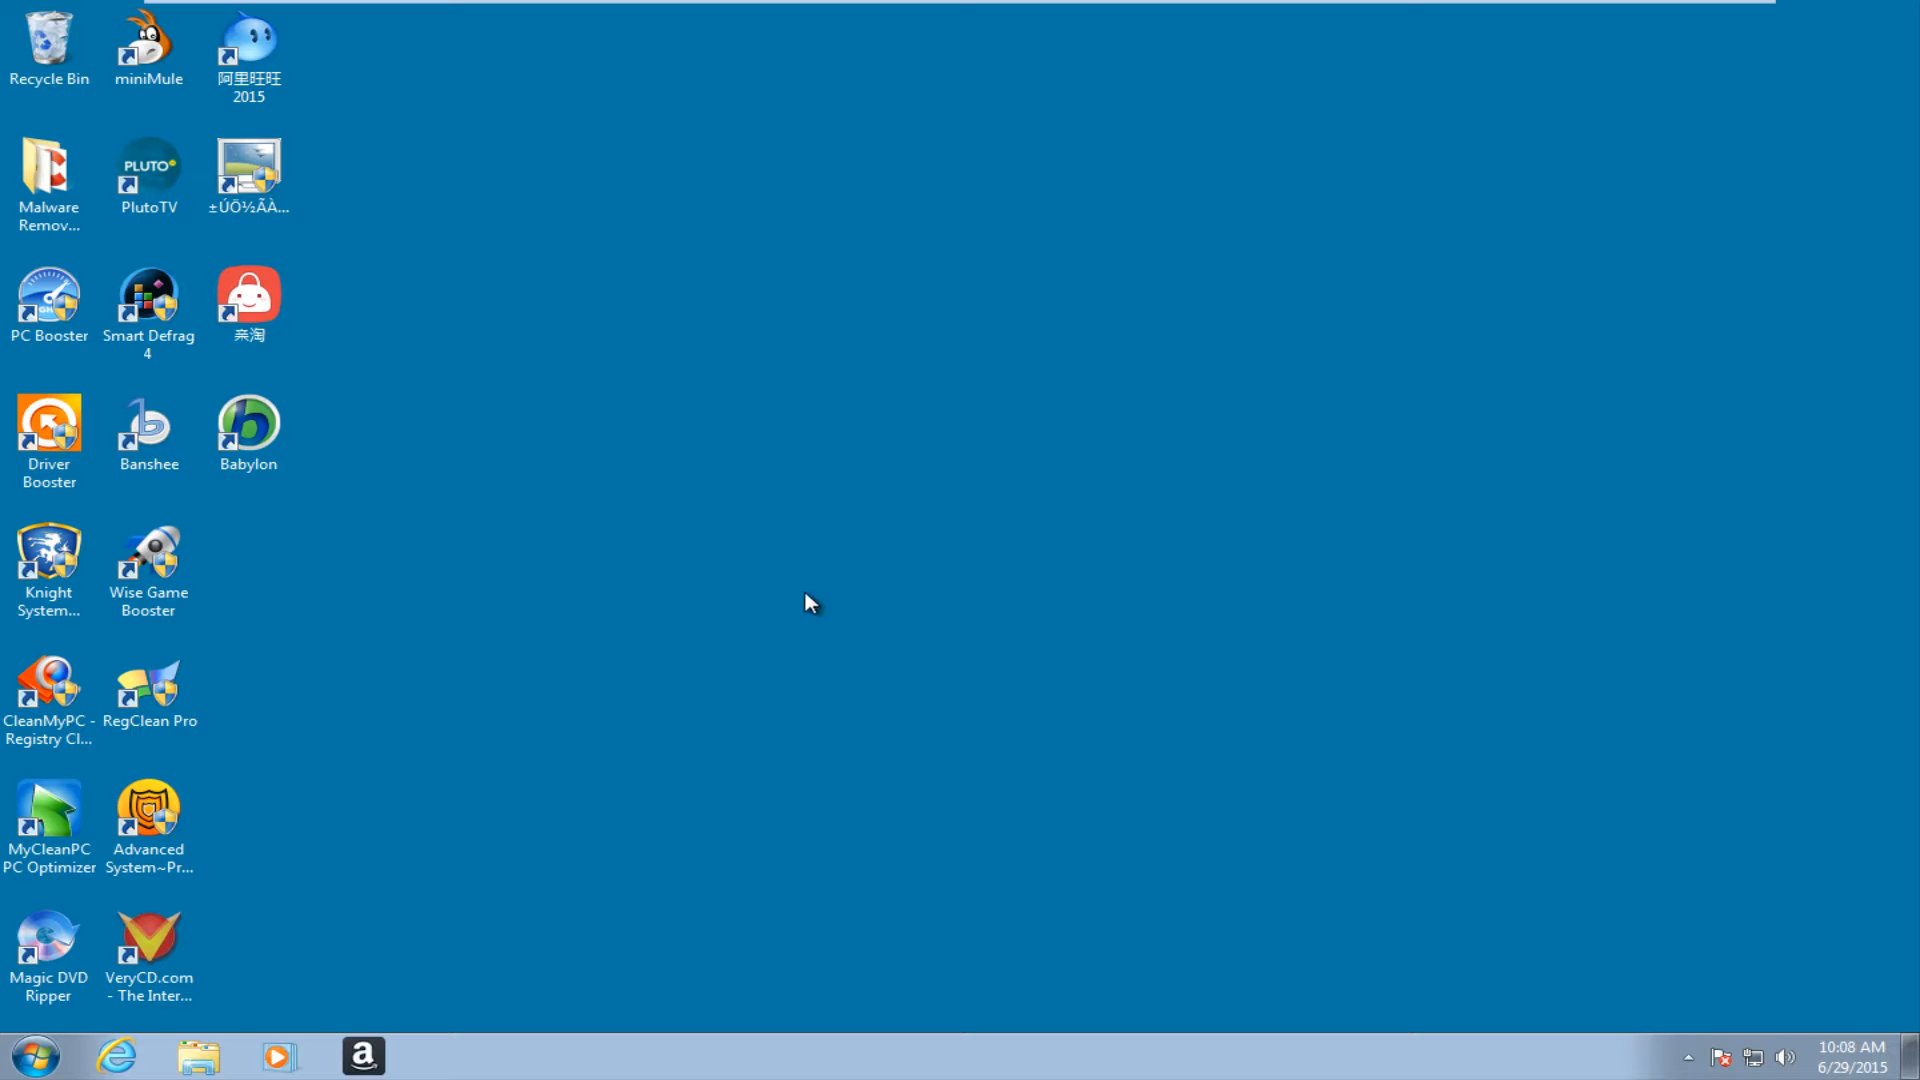 Recycle Bin
miniMule
阿里旺旺
2015
Malware
Remov...
PLUTO
PlutoTV
±ÚÖ½ÃÀ...
PC Booster
Smart Defrag
4
亲淘
Driver
Booster
Banshee
Babylon
Knight
System...
Wise Game
Booster
CleanMyPC -
Registry Cl...
RegClean Pro
MyCleanPC
PC Optimizer
Advanced
System~Pr...
Magic DVD
Ripper
VeryCD.com
- The Inter...
10:08 AM
6/29/2015